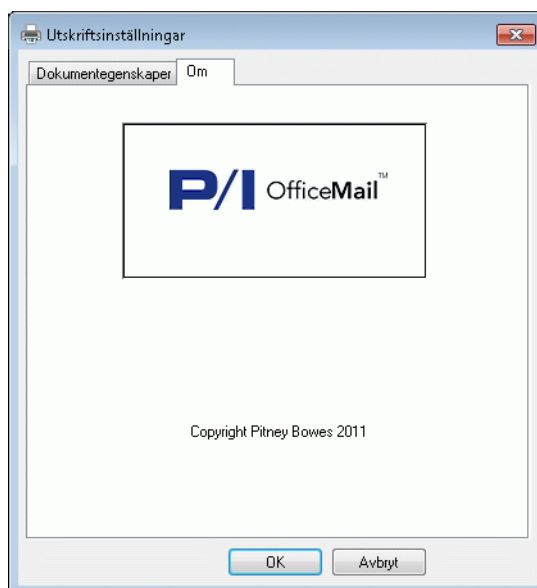 Utskriftsinställningar
Dokumentegenskaper
Om
P/I OfficeMail™
Copyright Pitney Bowes 2011
OK
Avbryt